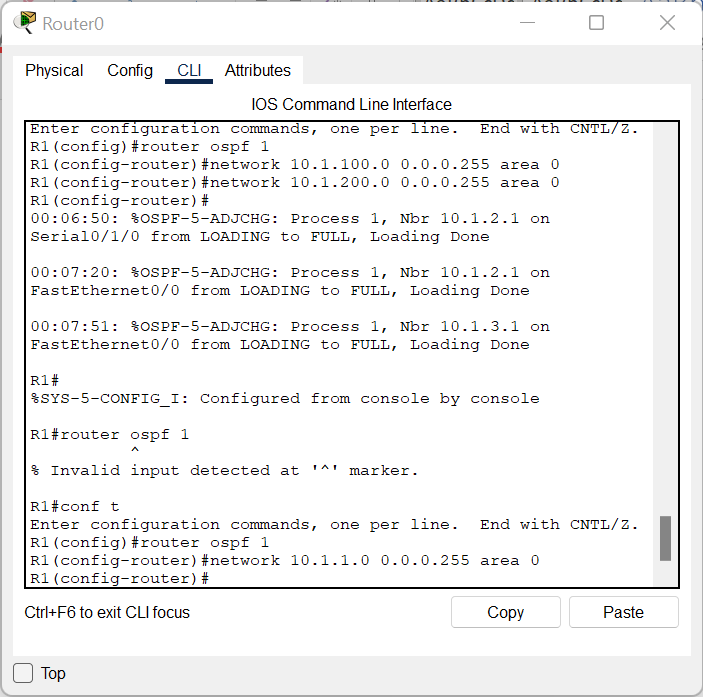 Router0
Physical Config CLI Attributes
IOS Command Line Interface
Enter configuration commands, one per line.  End with CNTL/Z.
R1(config)#router ospf 1
R1(config-router)#network 10.1.100.0 0.0.0.255 area 0
R1(config-router)#network 10.1.200.0 0.0.0.255 area 0
R1(config-router)#
00:06:50: %OSPF-5-ADJCHG: Process 1, Nbr 10.1.2.1 on
Serial0/1/0 from LOADING to FULL, Loading Done
00:07:20: %OSPF-5-ADJCHG: Process 1, Nbr 10.1.2.1 on
FastEthernet0/0 from LOADING to FULL, Loading Done
00:07:51: %OSPF-5-ADJCHG: Process 1, Nbr 10.1.3.1 on
FastEthernet0/0 from LOADING to FULL, Loading Done
R1#
%SYS-5-CONFIG_I: Configured from console by console
R1#router ospf 1
^
% Invalid input detected at '^' marker.
R1#conf t
Enter configuration commands, one per line.  End with CNTL/Z.
R1(config)#router ospf 1
R1(config-router)#network 10.1.1.0 0.0.0.255 area 0
R1(config-router)#
Ctrl+F6 to exit CLI focus
Copy Paste
Top